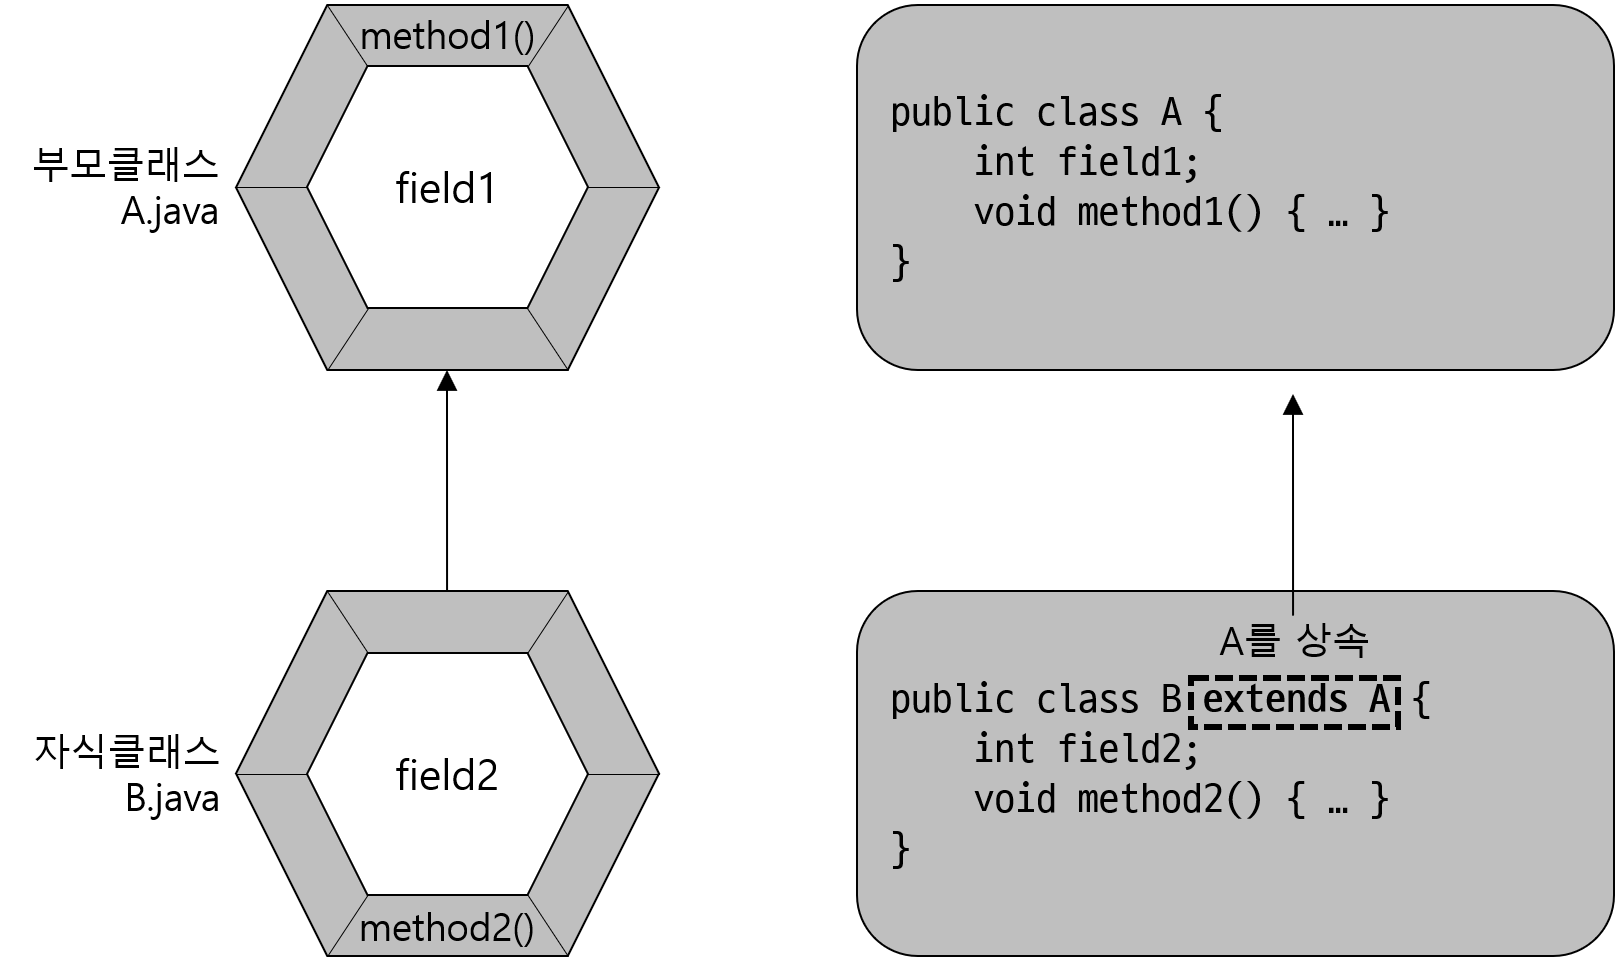 method1()
field1
부모클래스
A.java
public class A {
    int field1;
    void method1() { … }
}
A를 상속
public class B extends A {
    int field2;
    void method2() { … }
}
자식클래스
B.java
field2
method2()